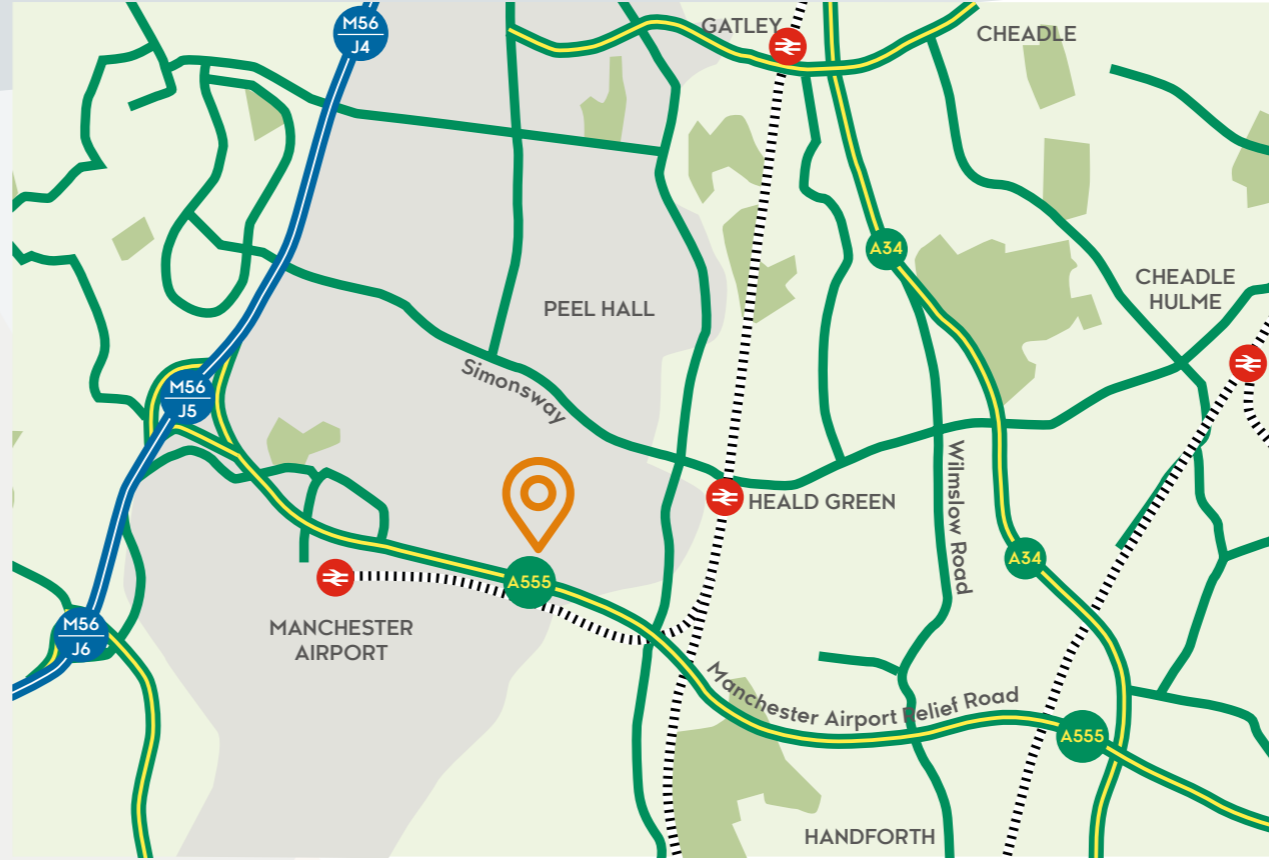 M56
J4
GATLEY
CHEADLE
A34
CHEADLE
HULME
PEEL HALL
Simonsway
M56
J5
HEALD GREEN
Wilmslow Road
A34
A555
M56
J6
MANCHESTER
AIRPORT
Manchester Airport Relief Road
A555
HANDFORTH